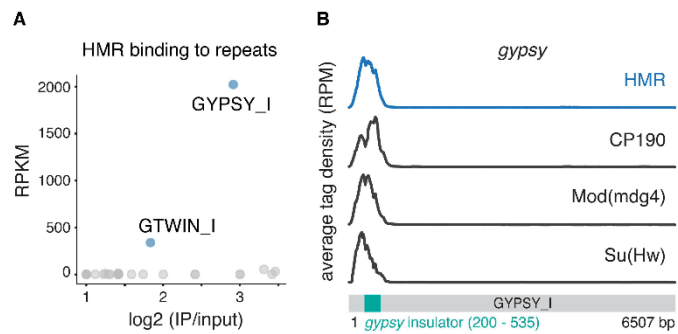 A
HMR binding to repeats
RPKM
2000
1500
1000
500
0
GYPSY_I
GTWIN_I
1
2
3
log2 (IP/input)
B
gypsy
average tag density (RPM)
HMR
CP190
Mod(mdg4)
Su(Hw)
GYPSY_I
1 gypsy insulator (200 - 535) 6507 bp